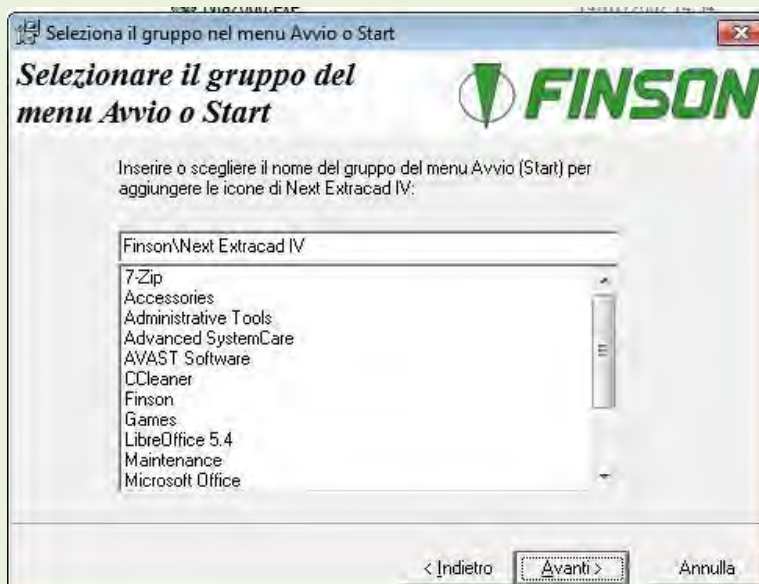 Seleziona il gruppo nel menu Avvio o Start
Selezionare il gruppo del
menu Avvio o Start
FINSON
Inserire o scegliere il nome del gruppo del menu Avvio (Start) per
aggiungere le icone di Next Extracad IV:
Finson\Next Extracad IV
7-Zip
Accessories
Administrative Tools
Advanced SystemCare
AVAST Software
CCleaner
Finson
Games
LibreOffice 5.4
Maintenance
Microsoft Office
< Indietro
Avanti >
Annulla